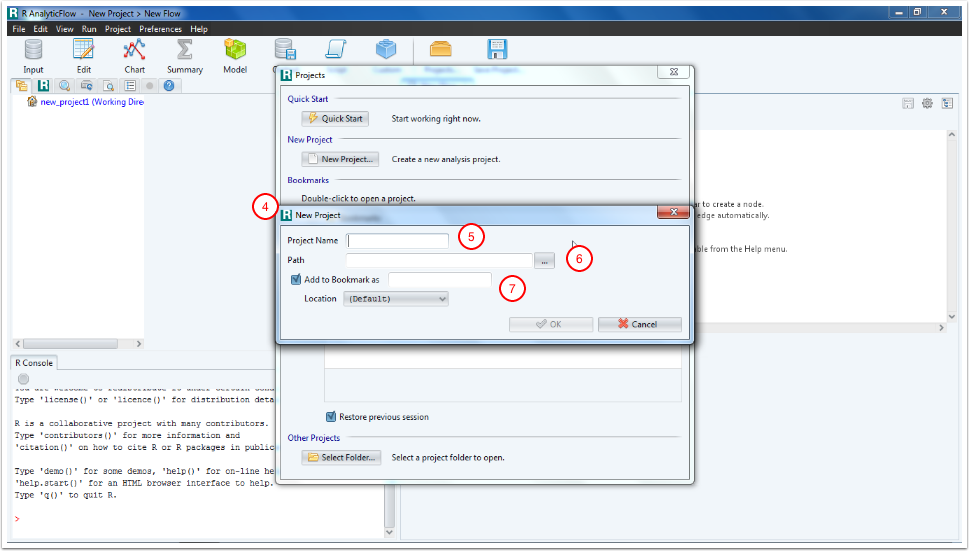 R AnalyticFlow - New Project > New Flow
File Edit View Run Project Preferences Help
Input Edit Chart Summary Model
new_project1 (Working Dire
Projects
Quick Start
Quick Start Start working right now.
New Project
New Project... Create a new analysis project.
Bookmarks
Double-click to open a project.
ar to create a node.
edge automatically.
ble from the Help menu.
4
New Project
Project Name
5
Path
...
6
Add to Bookmark as
7
Location (Default)
OK Cancel
Restore previous session
Other Projects
Select Folder... Select a project folder to open.
R Console
Type 'license()' or 'licence()' for distribution deta
R is a collaborative project with many contributors.
Type 'contributors()' for more information and
'citation()' on how to cite R or R packages in public
Type 'demo()' for some demos, 'help()' for on-line he
'help.start()' for an HTML browser interface to help.
Type 'q()' to quit R.
>